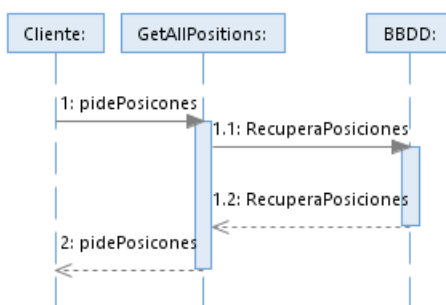 Cliente:
GetAllPositions:
BBDD:
1: pidePosicones
1.1: RecuperaPosiciones
1.2: RecuperaPosiciones
2: pidePosicones